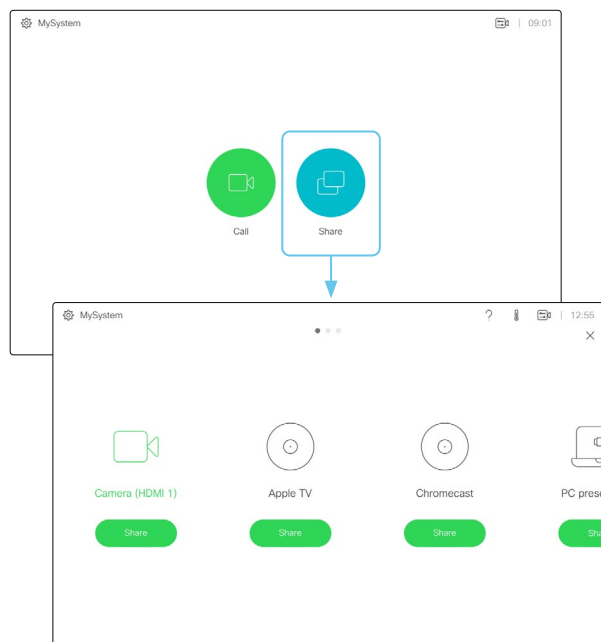 MySystem | 09:01
Call Share
MySystem ? | 12:55
Camera (HDMI 1) Apple TV Chromecast PC prese
Share Share Share Sha